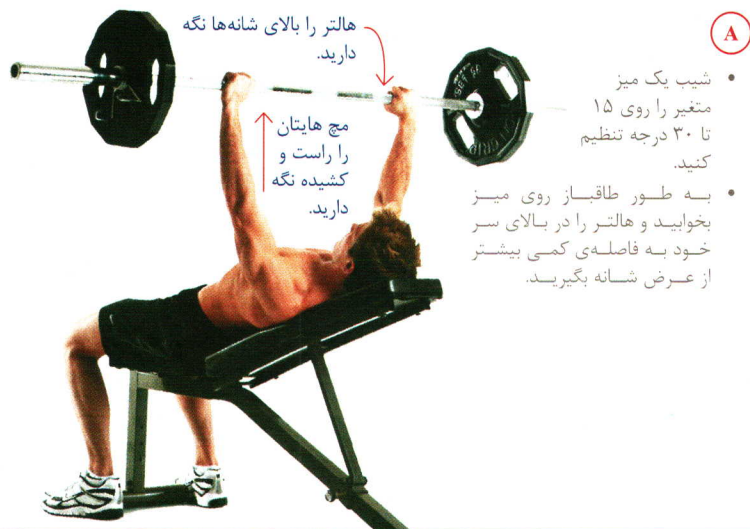 هالتر را بالای شانه‌ها نگه
دارید.
مچ هایتان
را راست و
کشیده نگه
دارید.
A
• شیب یک میز
متغیر را روی ۱۵
تا ۳۰ درجه تنظیم
کنید.
• به طور طاقباز روی میز
بخوابید و هالتر را در بالای سر
خود به فاصله‌ی کمی بیشتر
از عرض شانه بگیرید.